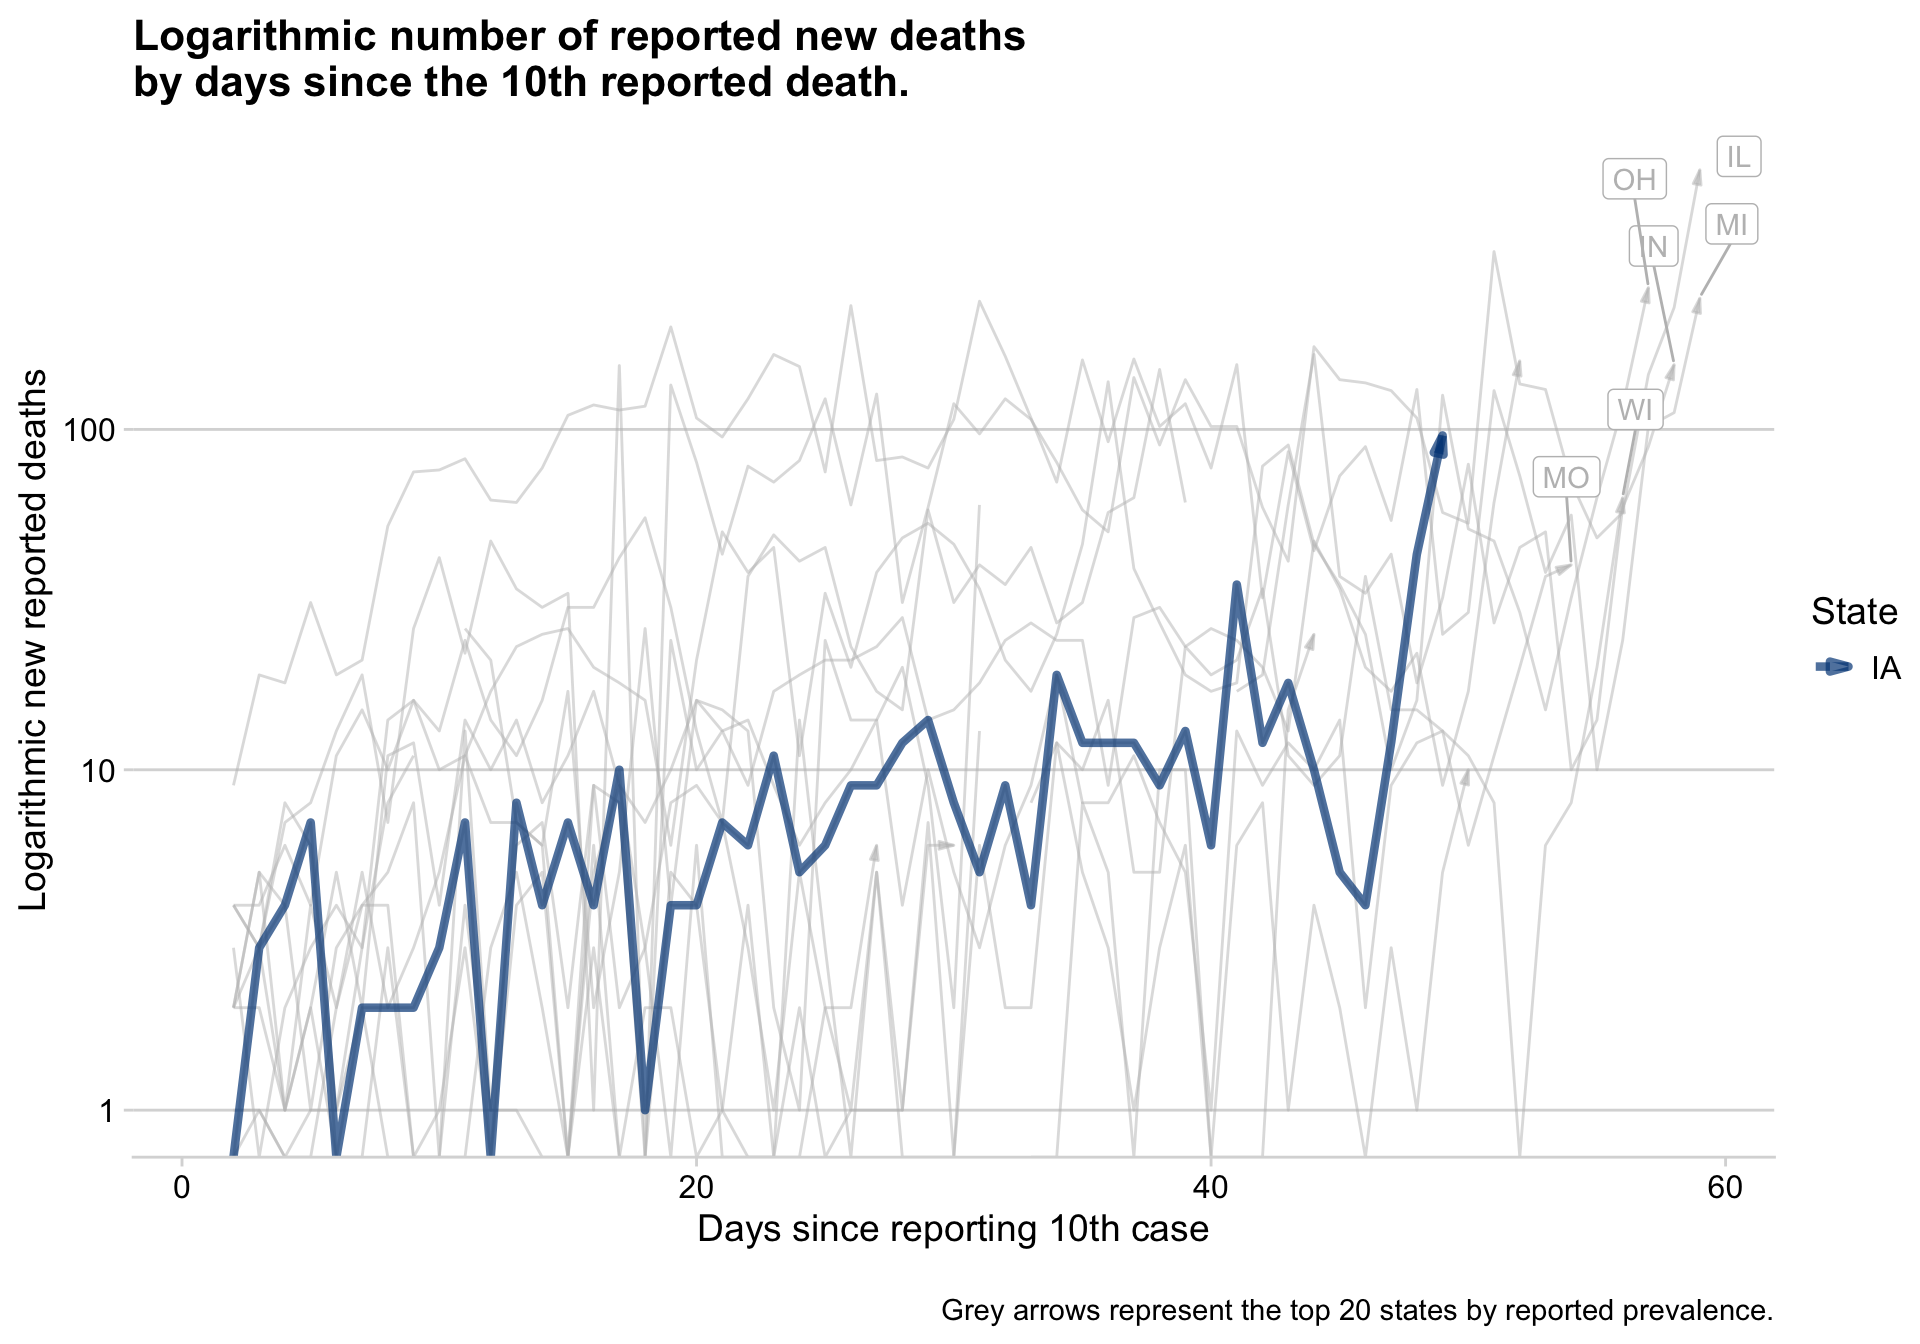 Logarithmic number of reported new deaths
by days since the 10th reported death.
IL
OH
MI
IN
WI
MO
100
10
1
Logarithmic new reported deaths
State
IA
0
20
40
60
Days since reporting 10th case
Grey arrows represent the top 20 states by reported prevalence.